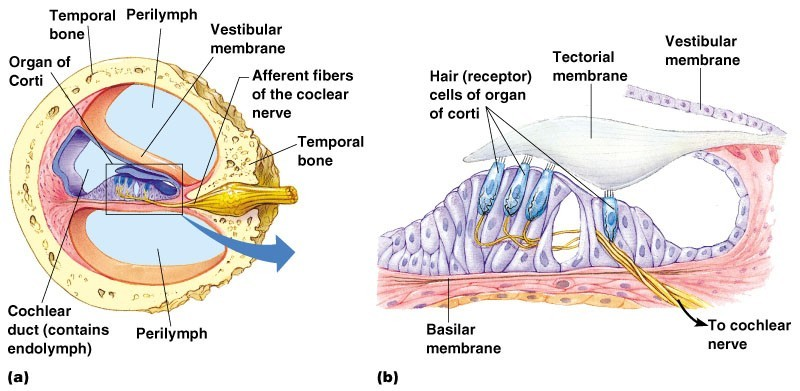 Temporal
bone
Perilymph
Vestibular
membrane
Organ of
Corti
Afferent fibers
of the coclear
nerve
Temporal
bone
Cochlear
duct (contains
endolymph)
Perilymph
(a)
(b)
Hair (receptor)
cells of organ
of corti
Tectorial
membrane
Vestibular
membrane
Basilar
membrane
To cochlear
nerve